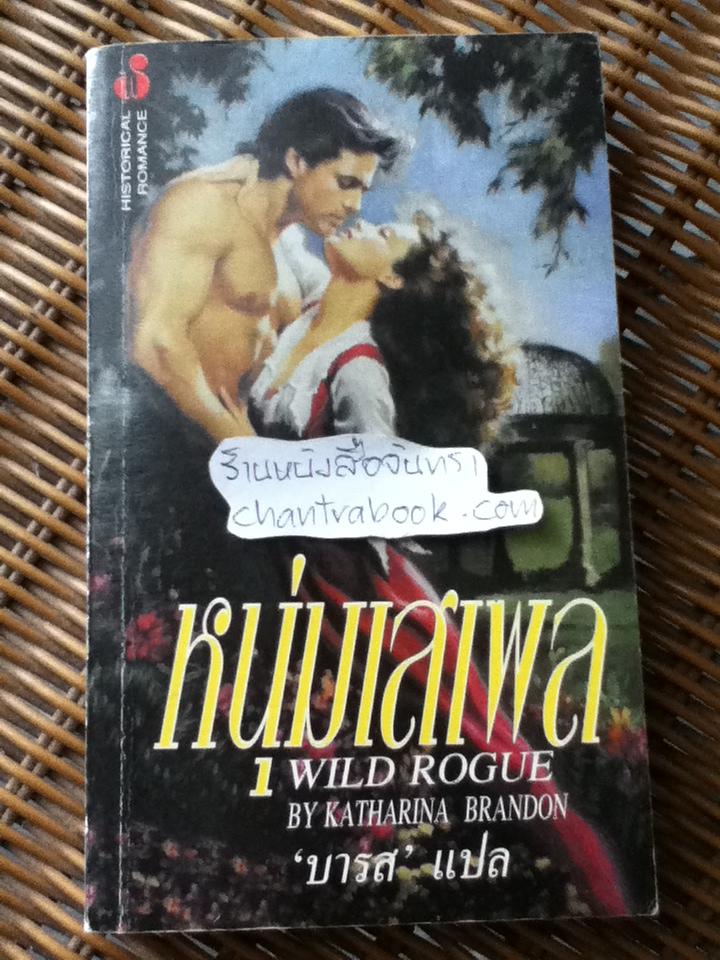 HISTORICAL
ROMANCE
ร้านหนังสือจันทรา
chantrabook.com
หนุ่มเสเพล
1 WILD ROGUE
BY KATHARINA BRANDON
‘บารส’ แปล